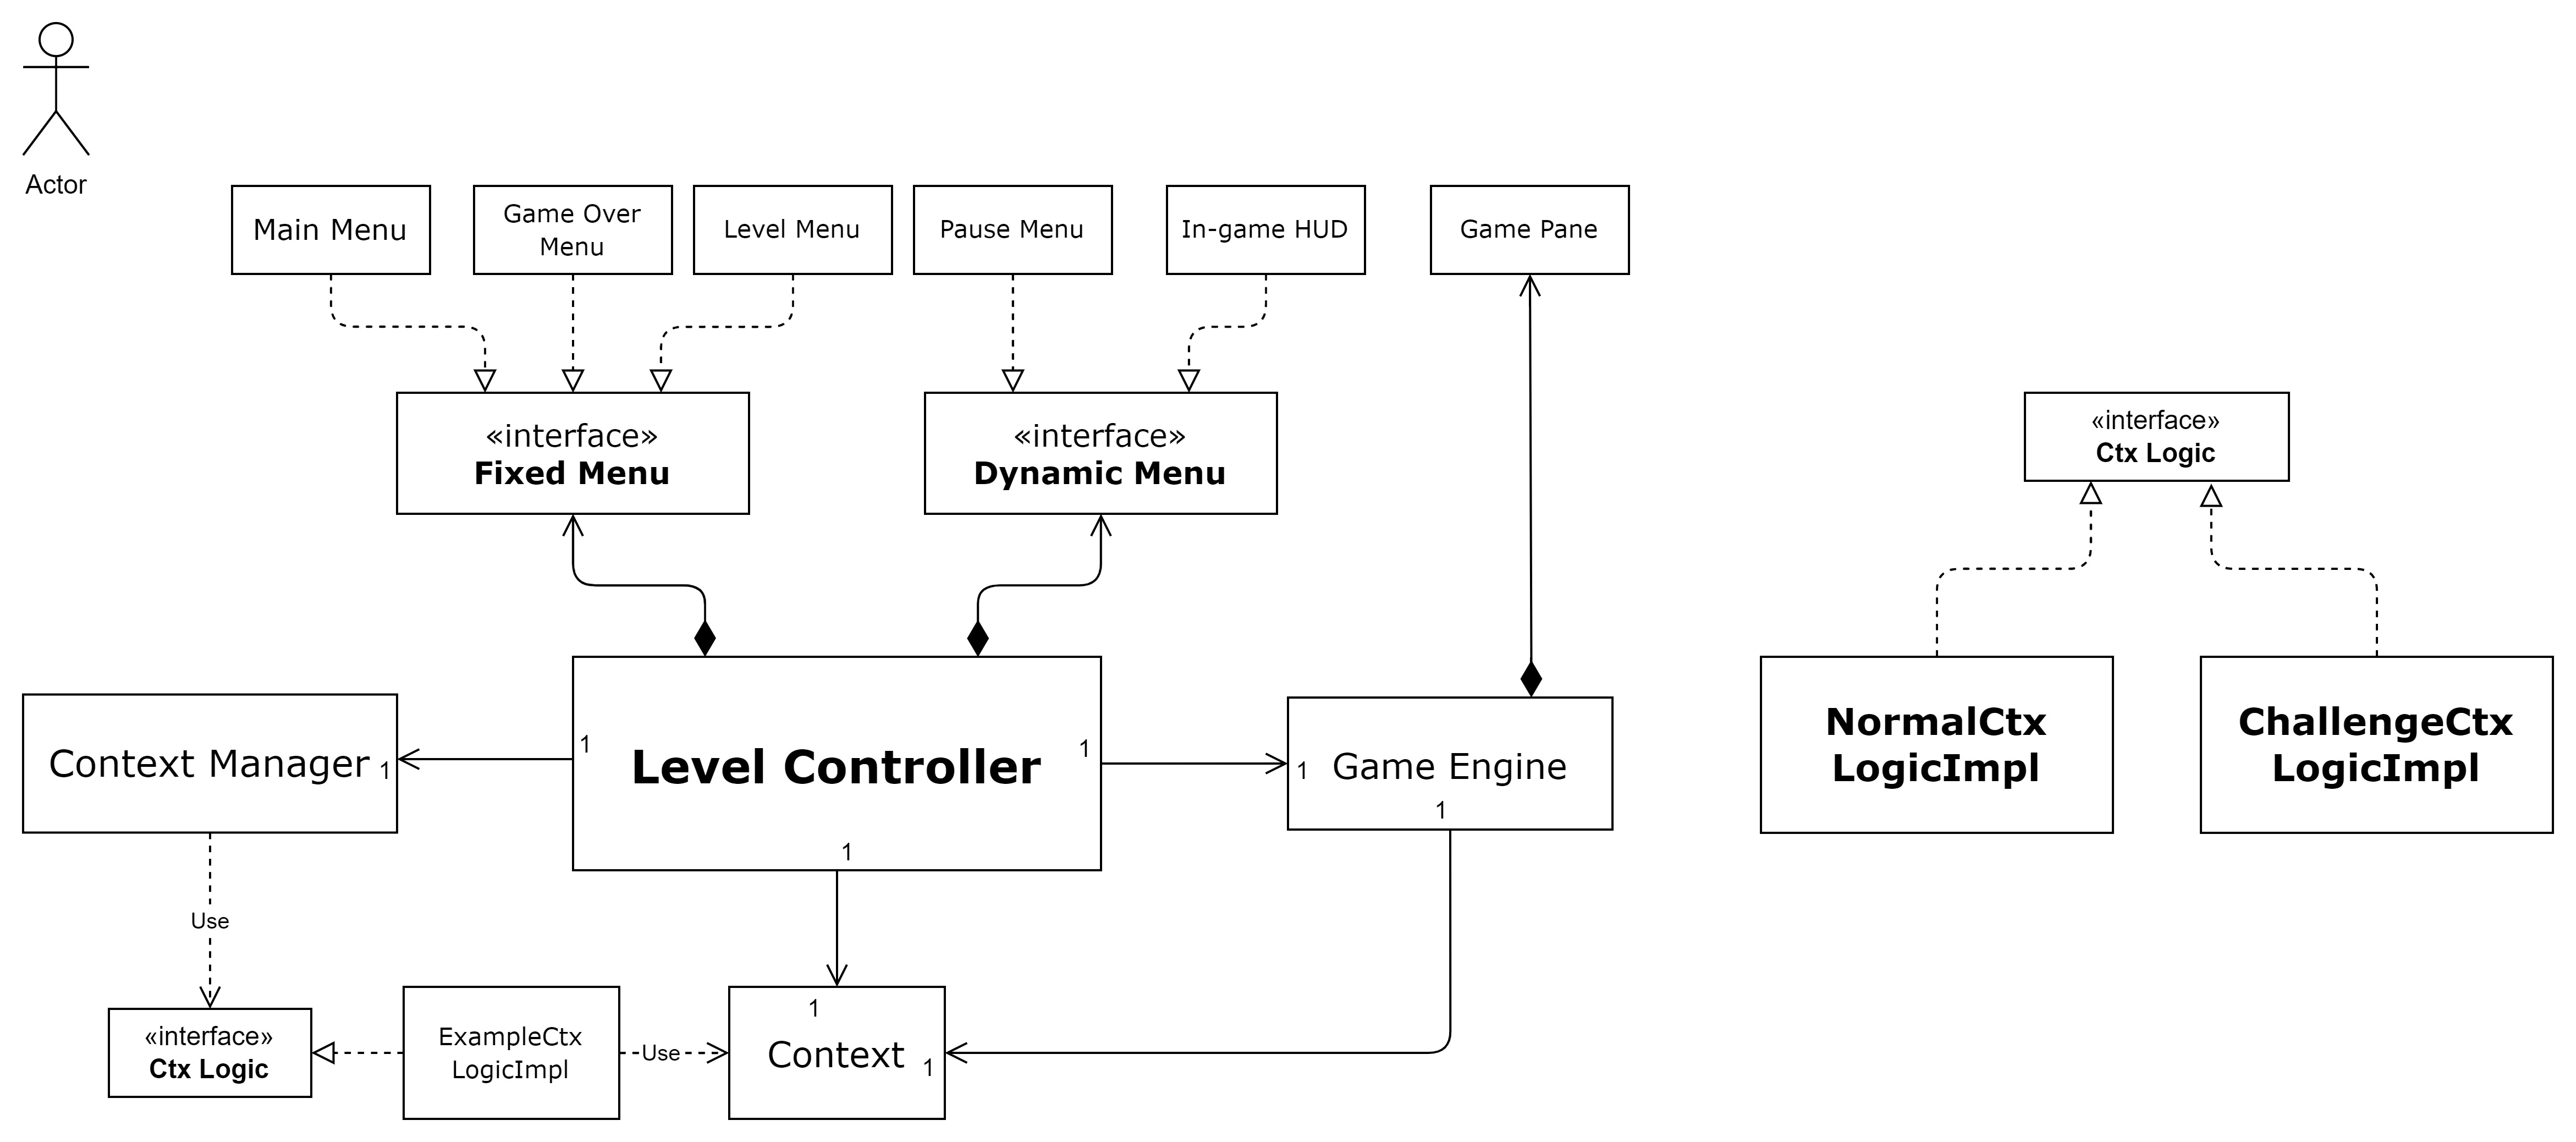 Actor
Main Menu
Game Over
Menu
Level Menu
Pause Menu
In-game HUD
Game Pane
«interface»
Fixed Menu
«interface»
Dynamic Menu
«interface»
Ctx Logic
Context Manager
1
1
Level Controller
1
1
1
Game Engine
1
NormalCtx
LogicImpl
ChallengeCtx
LogicImpl
Use
«interface»
Ctx Logic
ExampleCtx
LogicImpl
Use
1
Context
1